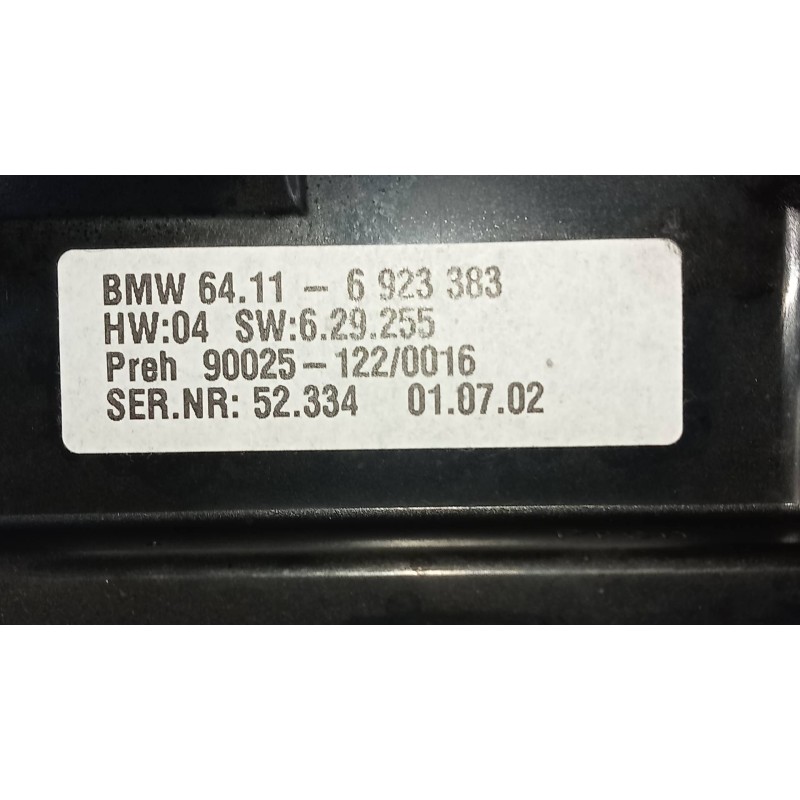 BMW 64.11 - 6 923 383
HW:04 SW:6.29.255
Preh 90025-122/0016
SER.NR: 52.334 01.07.02